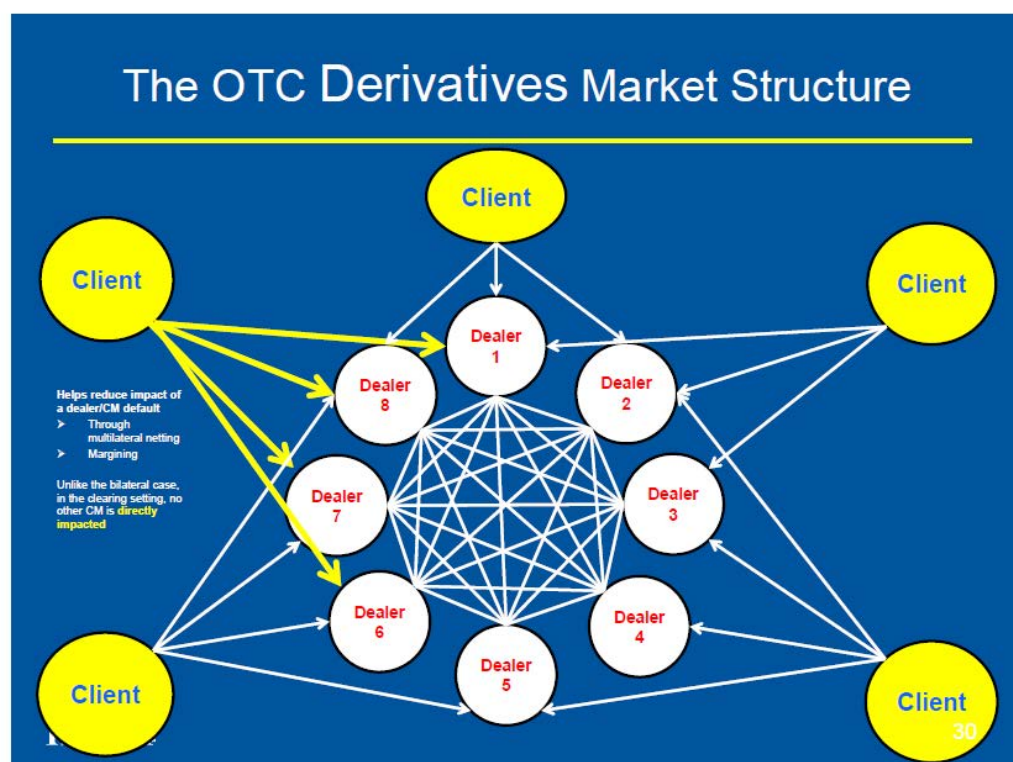 The OTC Derivatives Market Structure
Client
Client
Client
Dealer
1
Dealer
8
Dealer
2
Helps reduce impact of
a dealer/CM default
➢ Through
multilateral netting
➢ Margining
Unlike the bilateral case,
in the clearing setting, no
other CM is directly
impacted
Dealer
7
Dealer
3
Dealer
6
Dealer
4
Dealer
5
Client
Client
30